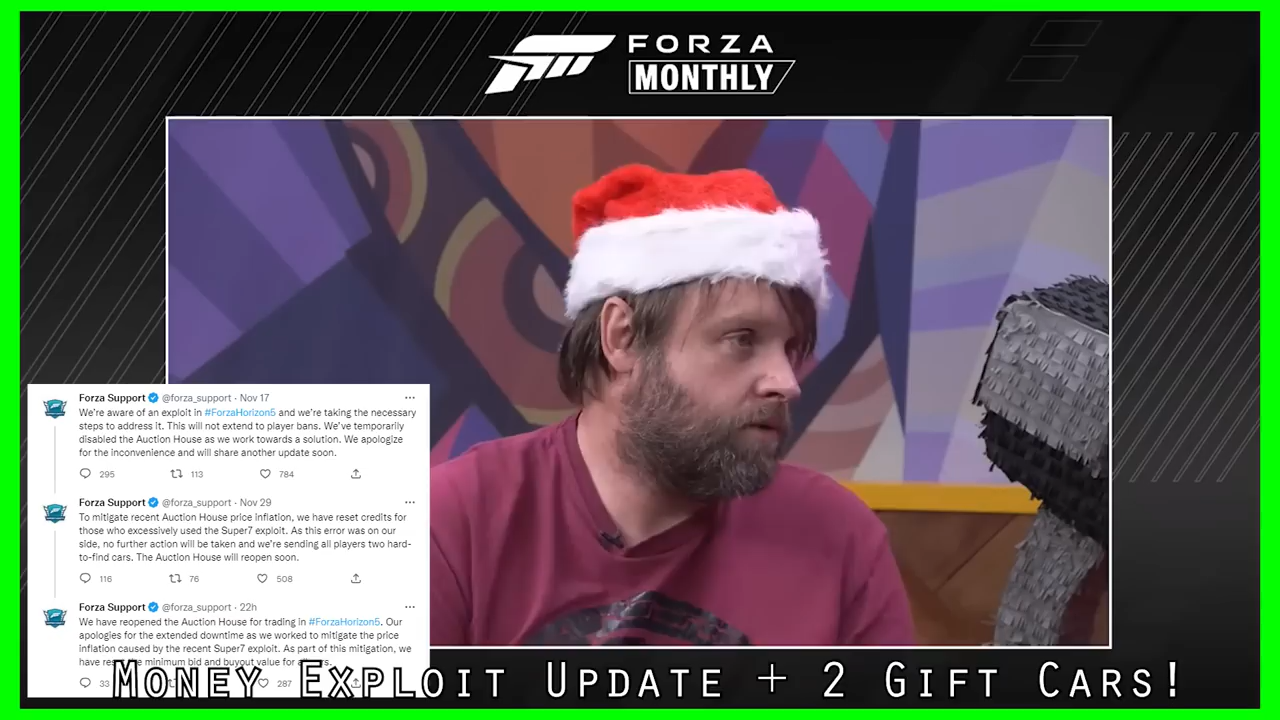 FORZA
MONTHLY
Forza Support @forza_support · Nov 17
We're aware of an exploit in #ForzaHorizon5 and we're taking the necessary
steps to address it. This will not extend to player bans. We've temporarily
disabled the Auction House as we work towards a solution. We apologize
for the inconvenience and will share another update soon.
295 113 784
Forza Support @forza_support · Nov 29
To mitigate recent Auction House price inflation, we have reset credits for
those who excessively used the Super7 exploit. As this error was on our
side, no further action will be taken and we're sending all players two hard-
to-find cars. The Auction House will reopen soon.
116 76 508
Forza Support @forza_support · 22h
We have reopened the Auction House for trading in #ForzaHorizon5. Our
apologies for the extended downtime as we worked to mitigate the price
inflation caused by the recent Super7 exploit. As part of this mitigation, we
have minimum bid and buyout value for
33 287
Money Exploit Update + 2 Gift Cars!